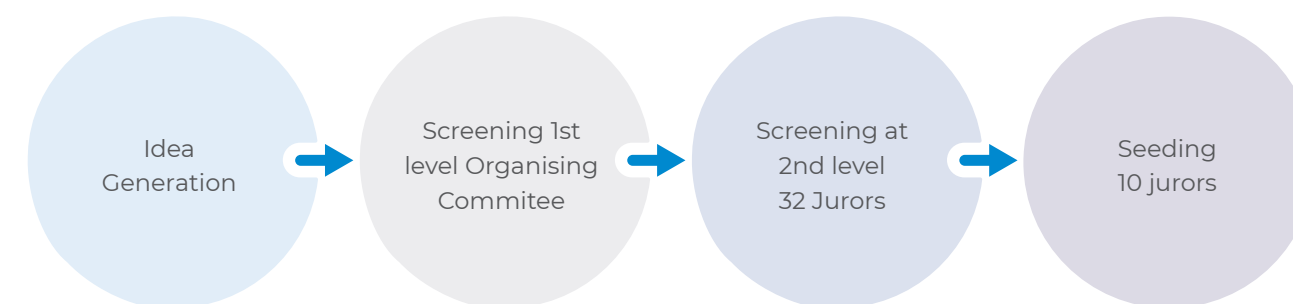 Idea
Generation
Screening 1st
level Organising
Commitee
Screening at
2nd level
32 Jurors
Seeding
10 jurors